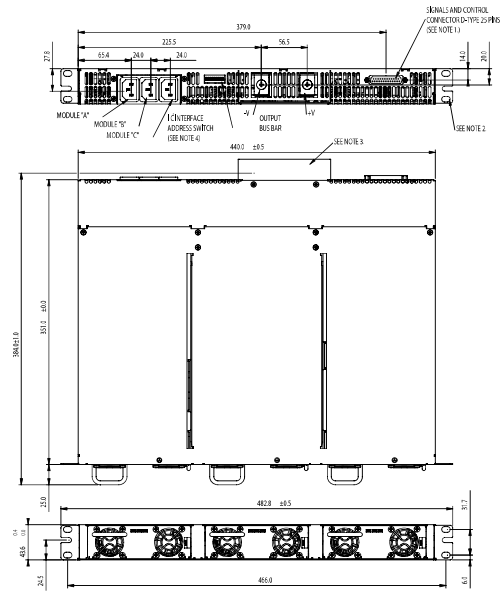 SIGNALS AND CONTROL
CONNECTOR D-TYPE 25 PINS
(SEE NOTE 1.)
379.0
225.5
56.5
65.4
24.0
24.0
27.8
14.0
20.0
MODULE "A"
MODULE "B"
MODULE "C"
I C INTERFACE
ADDRESS SWITCH
(SEE NOTE 4)
-V
OUTPUT
BUS BAR
+V
SEE NOTE 2.
SEE NOTE 3.
440.0 ±0.5
384.0±1.0
351.0 ±0.0
25.0
482.8 ±0.5
31.7
43.6
24.5
466.0
6.0